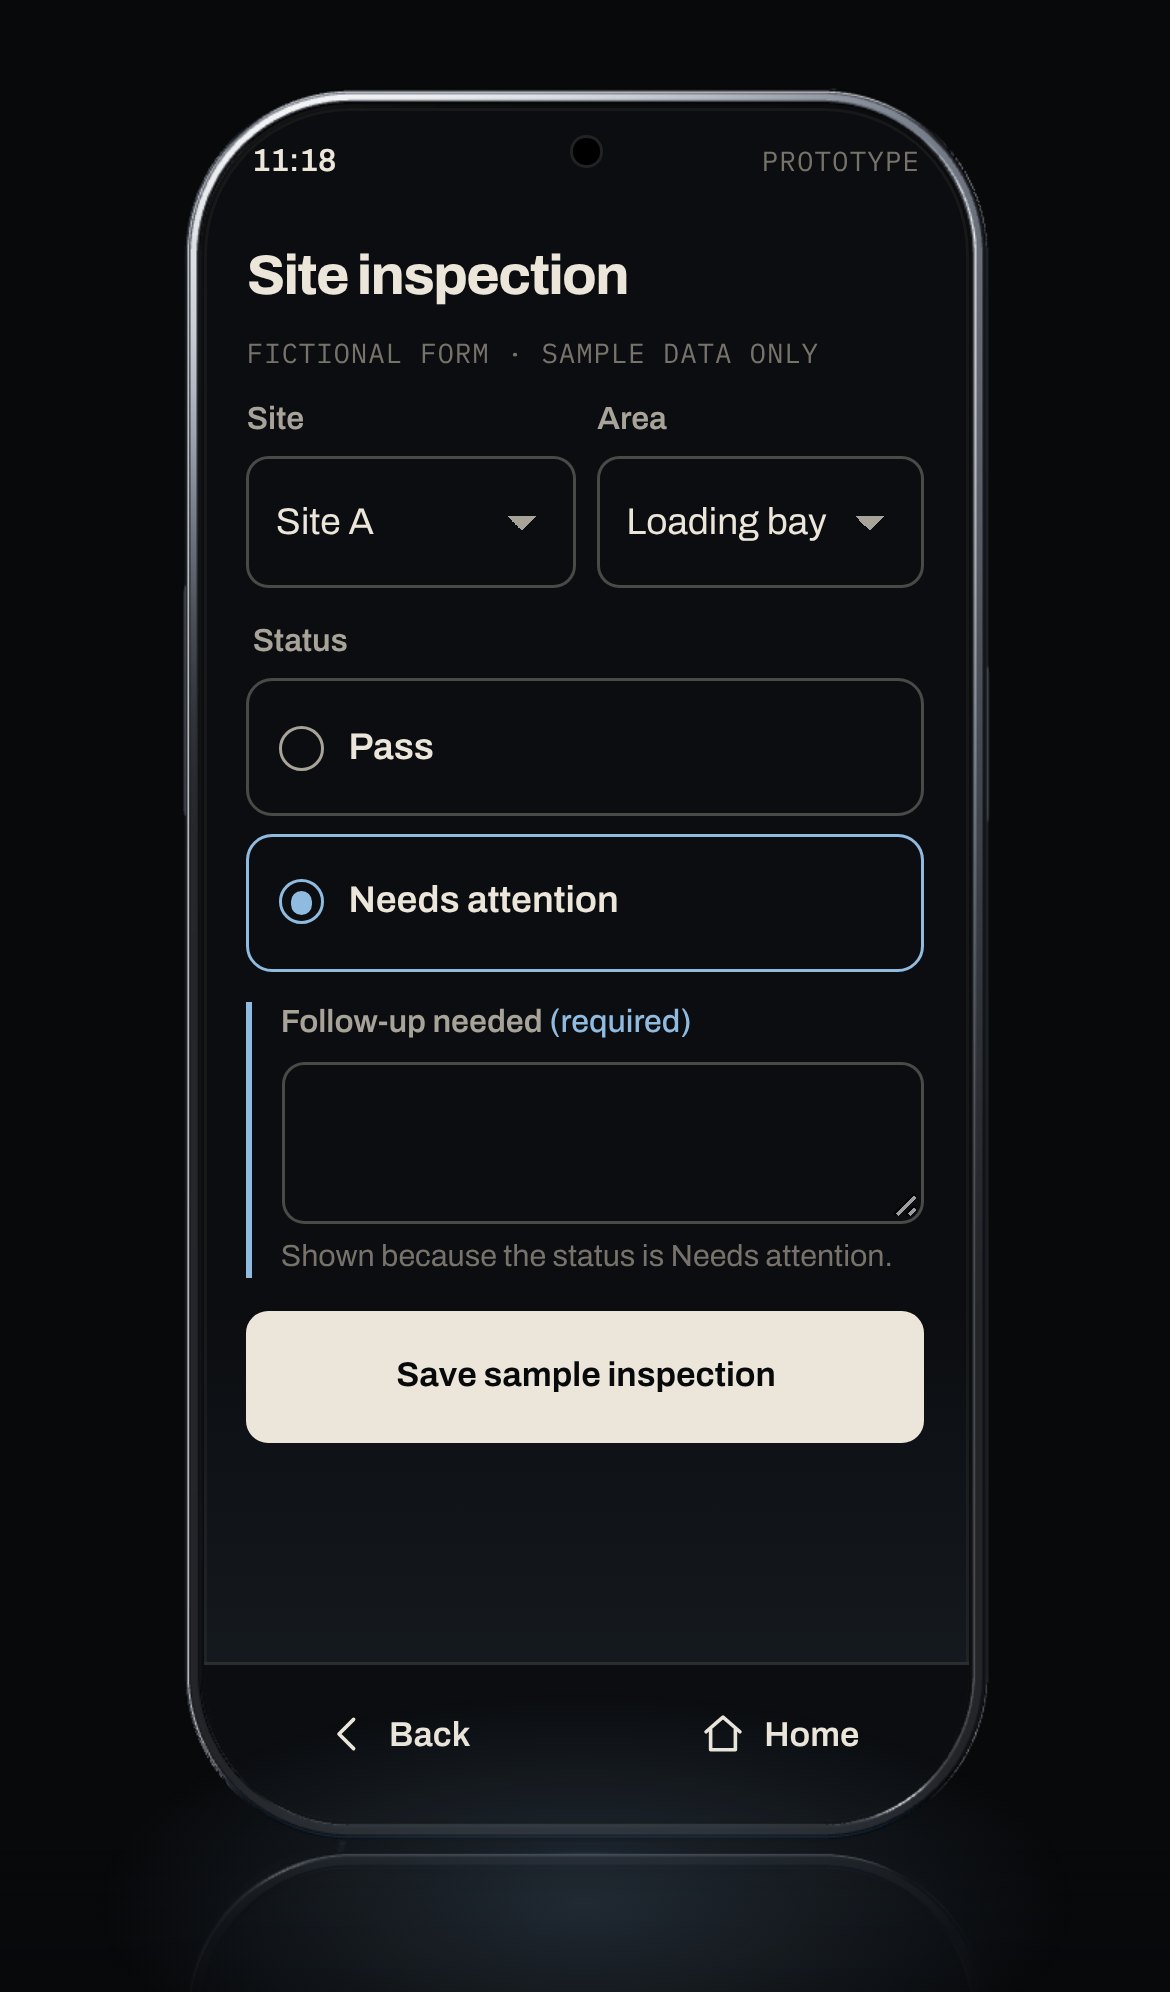 11:18
PROTOTYPE
Site inspection
FICTIONAL FORM · SAMPLE DATA ONLY
Site
Area
Site A
Loading bay
Status
Pass
Needs attention
Follow-up needed (required)
Shown because the status is Needs attention.
Save sample inspection
Back
Home